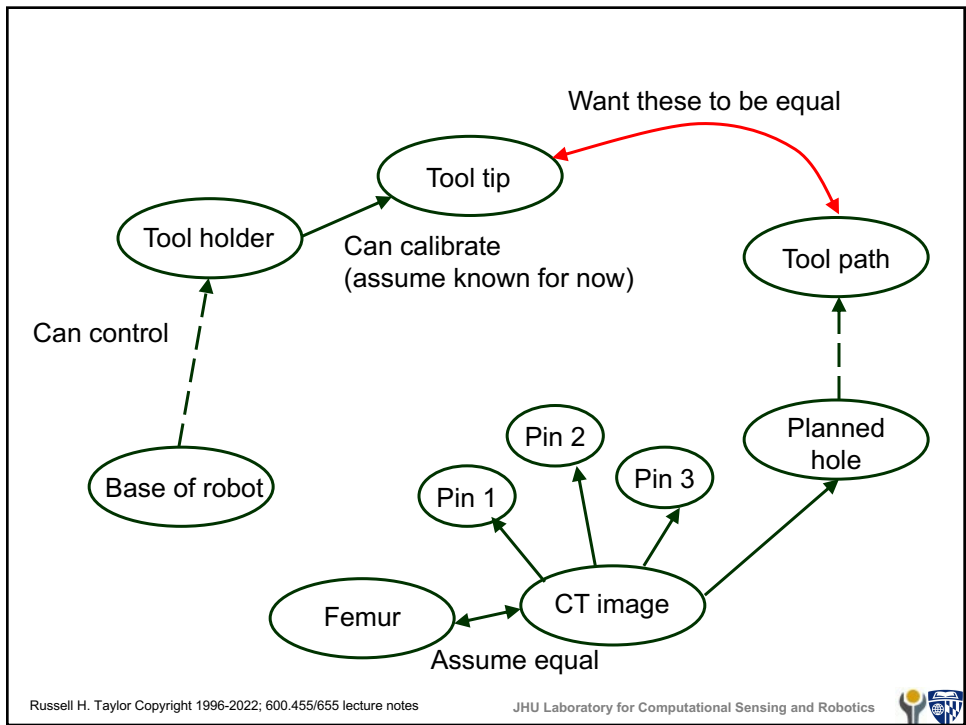 Want these to be equal
Tool tip
Tool holder
Can calibrate
(assume known for now)
Tool path
Can control
Pin 2
Planned
hole
Base of robot
Pin 1
Pin 3
Femur
CT image
Assume equal
Russell H. Taylor Copyright 1996-2022; 600.455/655 lecture notes
JHU Laboratory for Computational Sensing and Robotics